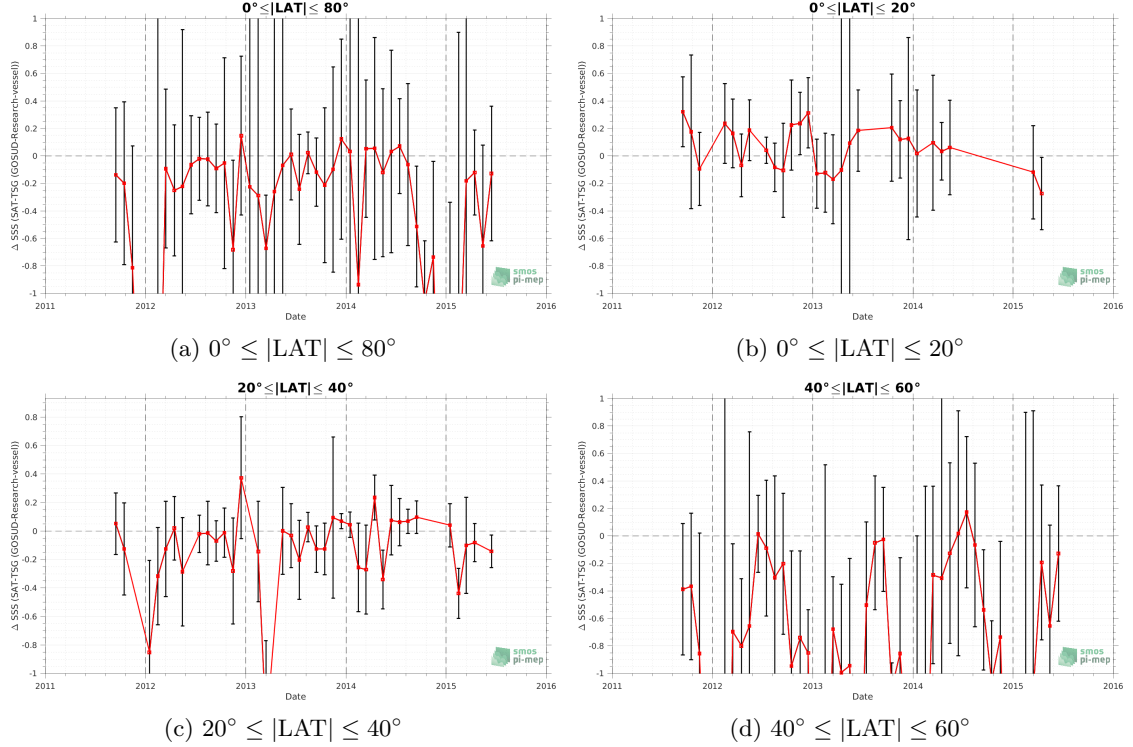 0°≤|LAT|≤ 80°
Δ SSS (SAT-TSG (GOSUD-Research-vessel))
1
0.8
0.6
0.4
0.2
0
-0.2
-0.4
-0.6
-0.8
-1
2011 2012 2013 2014 2015 2016
Date
smos
pi-mep
(a) 0° ≤ |LAT| ≤ 80°
0°≤|LAT|≤ 20°
Δ SSS (SAT-TSG (GOSUD-Research-vessel))
1
0.8
0.6
0.4
0.2
0
-0.2
-0.4
-0.6
-0.8
-1
2011 2012 2013 2014 2015 2016
Date
smos
pi-mep
(b) 0° ≤ |LAT| ≤ 20°
20°≤|LAT|≤ 40°
Δ SSS (SAT-TSG (GOSUD-Research-vessel))
0.8
0.6
0.4
0.2
0
-0.2
-0.4
-0.6
-0.8
-1
2011 2012 2013 2014 2015 2016
Date
smos
pi-mep
(c) 20° ≤ |LAT| ≤ 40°
40°≤|LAT|≤ 60°
Δ SSS (SAT-TSG (GOSUD-Research-vessel))
1
0.8
0.6
0.4
0.2
0
-0.2
-0.4
-0.6
-0.8
-1
2011 2012 2013 2014 2015 2016
Date
smos
pi-mep
(d) 40° ≤ |LAT| ≤ 60°